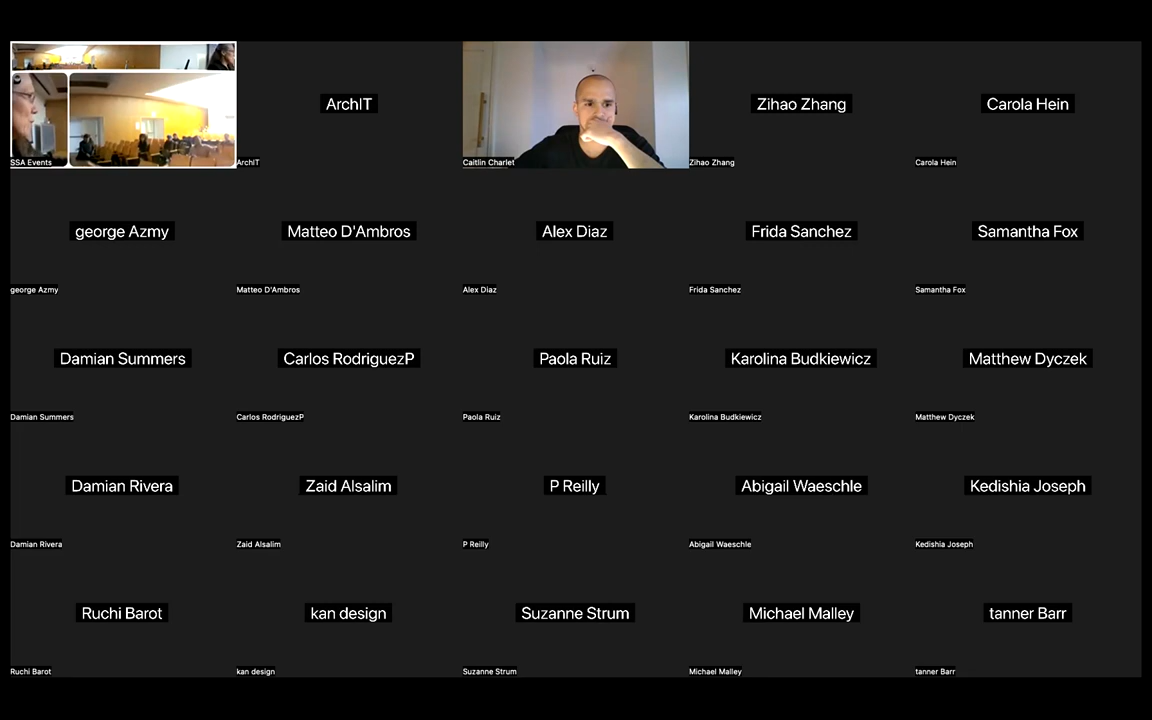 ArchIT
Zihao Zhang
Carola Hein
SSA Events
ArchIT
Caitlin Charlet
Zihao Zhang
Carola Hein
george Azmy
Matteo D'Ambros
Alex Diaz
Frida Sanchez
Samantha Fox
george Azmy
Matteo D'Ambros
Alex Diaz
Frida Sanchez
Samantha Fox
Damian Summers
Carlos RodriguezP
Paola Ruiz
Karolina Budkiewicz
Matthew Dyczek
Damian Summers
Carlos RodriguezP
Paola Ruiz
Karolina Budkiewicz
Matthew Dyczek
Damian Rivera
Zaid Alsalim
P Reilly
Abigail Waeschle
Kedishia Joseph
Damian Rivera
Zaid Alsalim
P Reilly
Abigail Waeschle
Kedishia Joseph
Ruchi Barot
kan design
Suzanne Strum
Michael Malley
tanner Barr
Ruchi Barot
kan design
Suzanne Strum
Michael Malley
tanner Barr